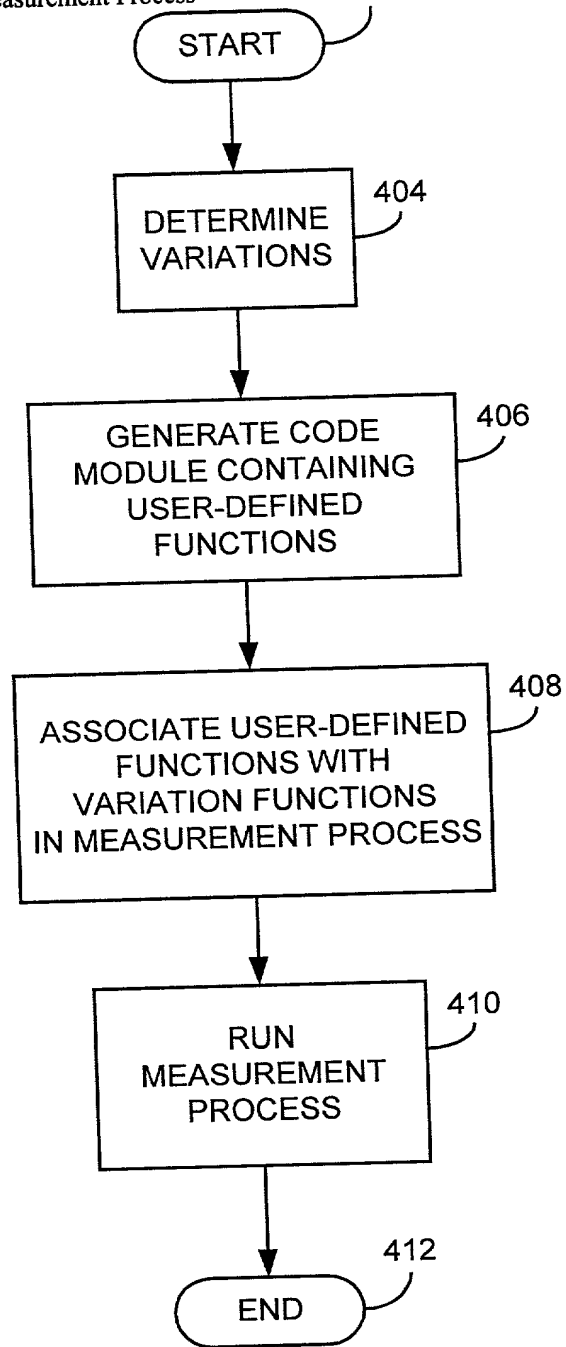 Measurement Process
START
DETERMINE
VARIATIONS
404
GENERATE CODE
MODULE CONTAINING
USER-DEFINED
FUNCTIONS
406
ASSOCIATE USER-DEFINED
FUNCTIONS WITH
VARIATION FUNCTIONS
IN MEASUREMENT PROCESS
408
RUN
MEASUREMENT
PROCESS
410
END
412